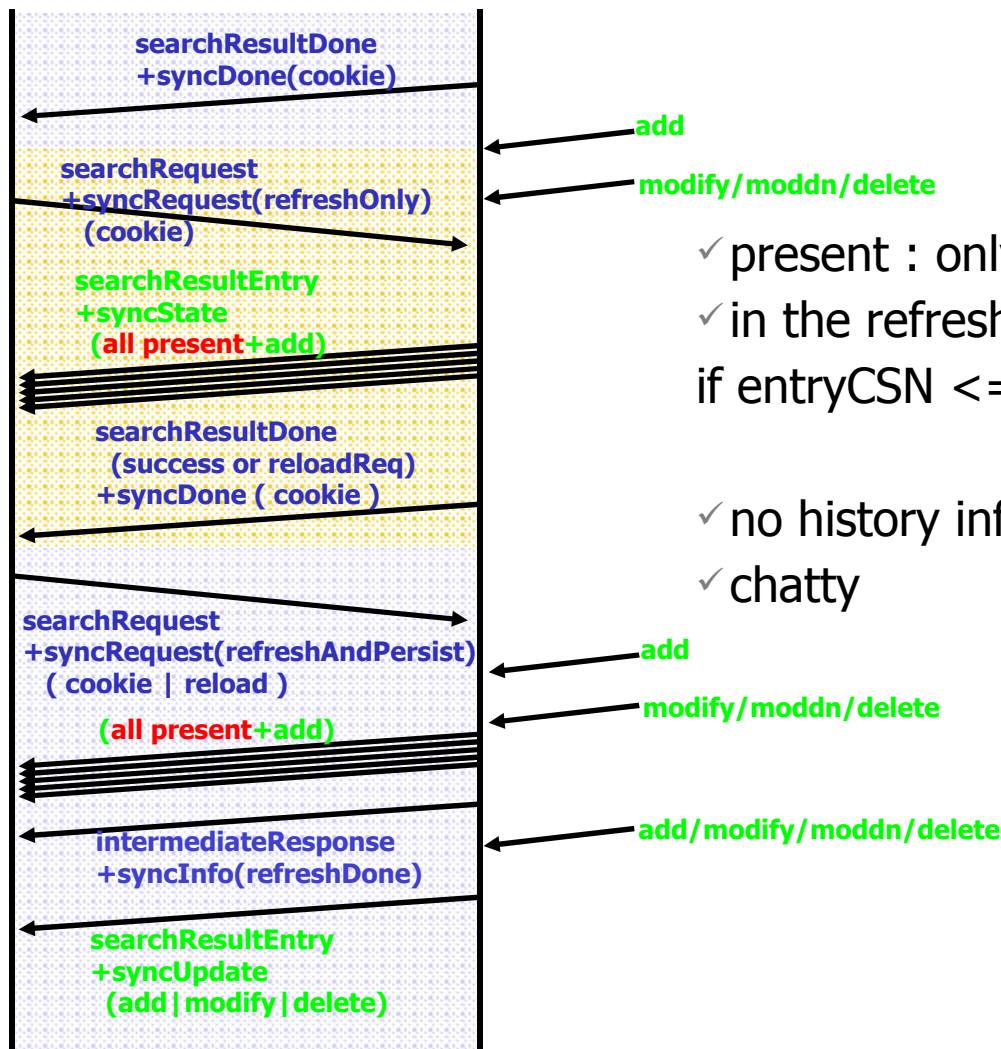 searchResultDone
+syncDone(cookie)
add
searchRequest
+syncRequest(refreshOnly)
(cookie)
modify/moddn/delete
searchResultEntry
+syncState
(all present+add)
✓present : only
✓in the refresh
if entryCSN <=
searchResultDone
(success or reloadReq)
+syncDone ( cookie )
✓no history inf
✓chatty
searchRequest
+syncRequest(refreshAndPersist)
( cookie | reload )
add
(all present+add)
modify/moddn/delete
intermediateResponse
+syncInfo(refreshDone)
add/modify/moddn/delete
searchResultEntry
+syncUpdate
(add|modify|delete)